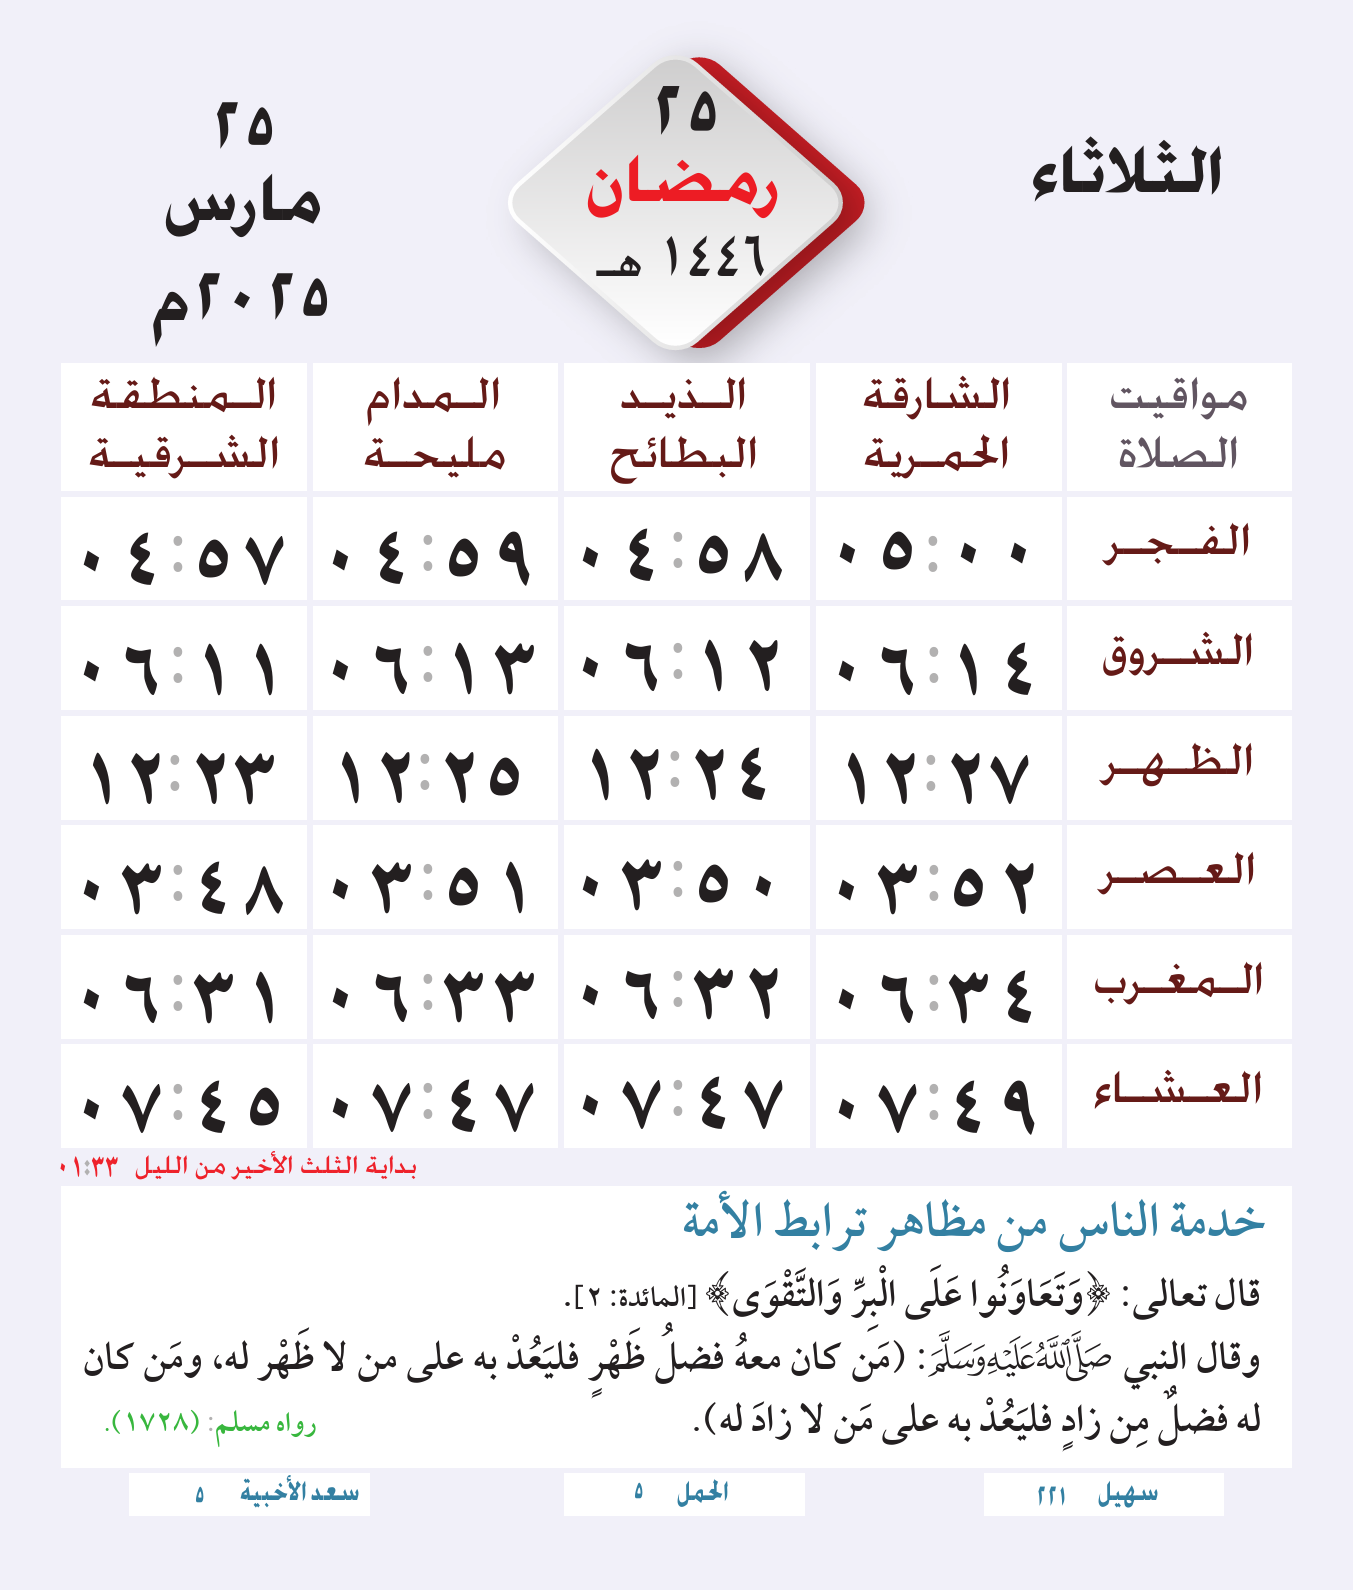 الثلاثاء
٢٥
رمضان
١٤٤٦ هـ
٢٥
مارس
٢٠٢٥م
مواقيت الصلاة
الشارقة الحمرية
الذيد البطائح
المدام مليحة
المنطقة الشرقية
الفجر ٠٥:٠٠ ٠٤:٥٨ ٠٤:٥٩ ٠٤:٥٧
الشروق ٠٦:١٤ ٠٦:١٢ ٠٦:١٣ ٠٦:١١
الظهر ١٢:٢٧ ١٢:٢٤ ١٢:٢٥ ١٢:٢٣
العصر ٠٣:٥٢ ٠٣:٥٠ ٠٣:٥١ ٠٣:٤٨
المغرب ٠٦:٣٤ ٠٦:٣٢ ٠٦:٣٣ ٠٦:٣١
العشاء ٠٧:٤٩ ٠٧:٤٧ ٠٧:٤٧ ٠٧:٤٥
بداية الثلث الأخير من الليل ٠١:٣٣
خدمة الناس من مظاهر ترابط الأمة
قال تعالى: ﴿وَتَعَاوَنُوا عَلَى الْبِرِّ وَالتَّقْوَى﴾ [المائدة: ٢].
وقال النبي ﷺ: (مَن كان معهُ فضلُ ظَهْرٍ فليَعُدْ به على من لا ظَهْر له، ومَن كان
له فضلٌ مِن زادٍ فليَعُدْ به على مَن لا زادَ له).
رواه مسلم: (١٧٢٨).
سهيل ٢٢١
الحمل ٥
سعد الأخبية ٥